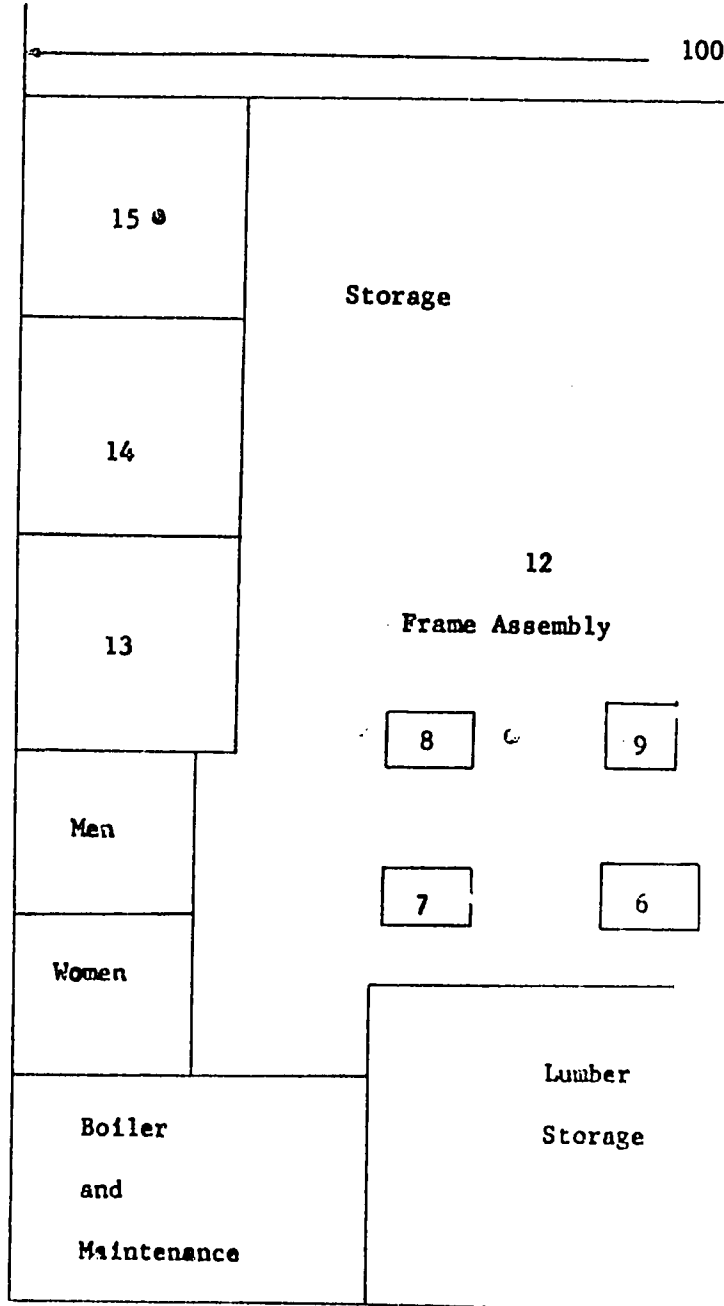 100
15
Storage
14
12
Frame Assembly
13
8
9
Men
7
6
Women
Lumber
Storage
Boiler
and
Maintenance